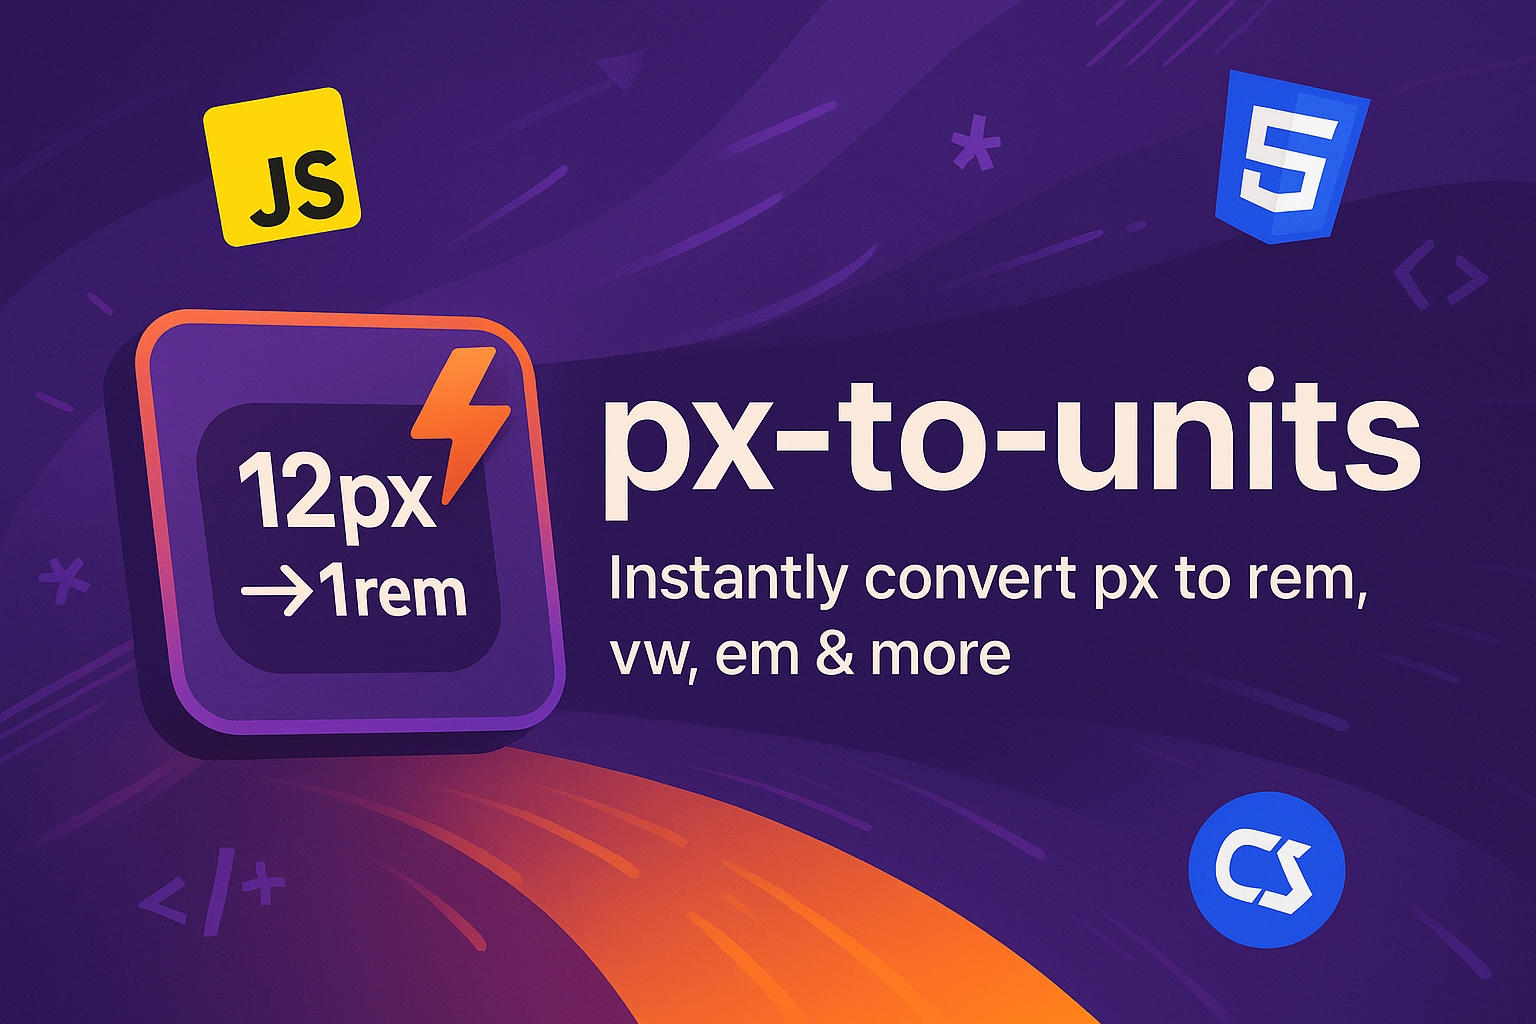 JS
5
12px
→1rem
px-to-units
Instantly convert px to rem,
vw, em & more
</+
< >
*
*
CS